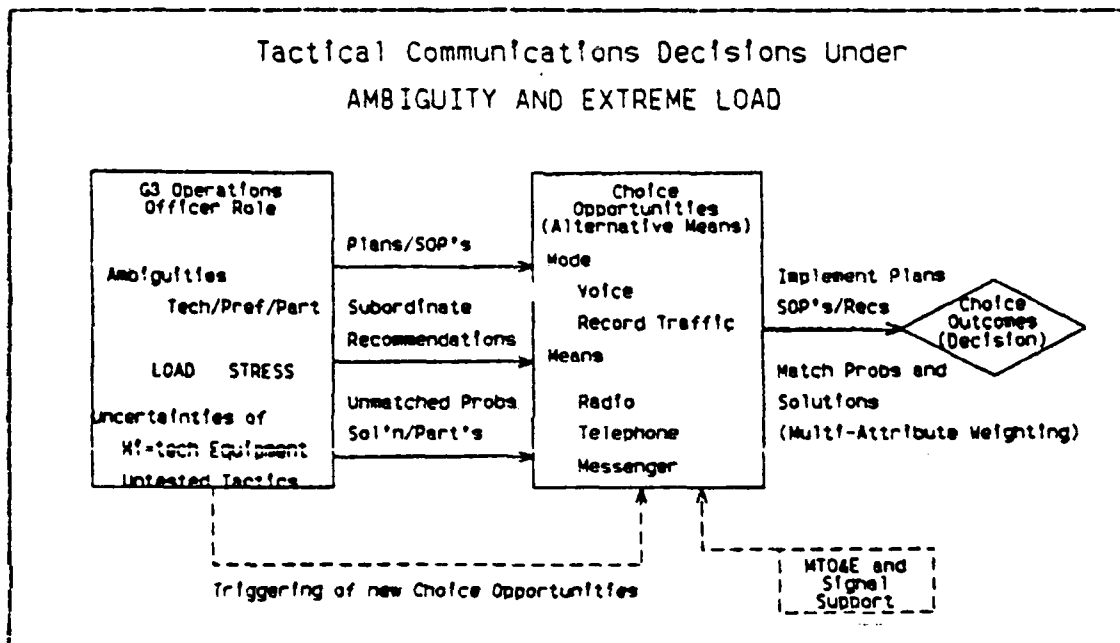 Tactical Communications Decisions Under
AMBIGUITY AND EXTREME LOAD
G3 Operations
Officer Role
Ambiguities
Tech/Pref/Part
LOAD STRESS
Uncertainties of
Hi-tech Equipment
Untested Tactics
Plans/SOP's
Subordinate
Recommendations
Unmatched Probs
Sol'n/Part's
Choice
Opportunities
(Alternative Means)
Mode
Voice
Record Traffic
Means
Radio
Telephone
Messenger
Implement Plans
SOP's/Recs
Match Probs and
Solutions
(Multi-Attribute Weighting)
Choice
Outcomes
(Decision)
Triggering of new Choice Opportunities
MTO&E and
Signal
Support